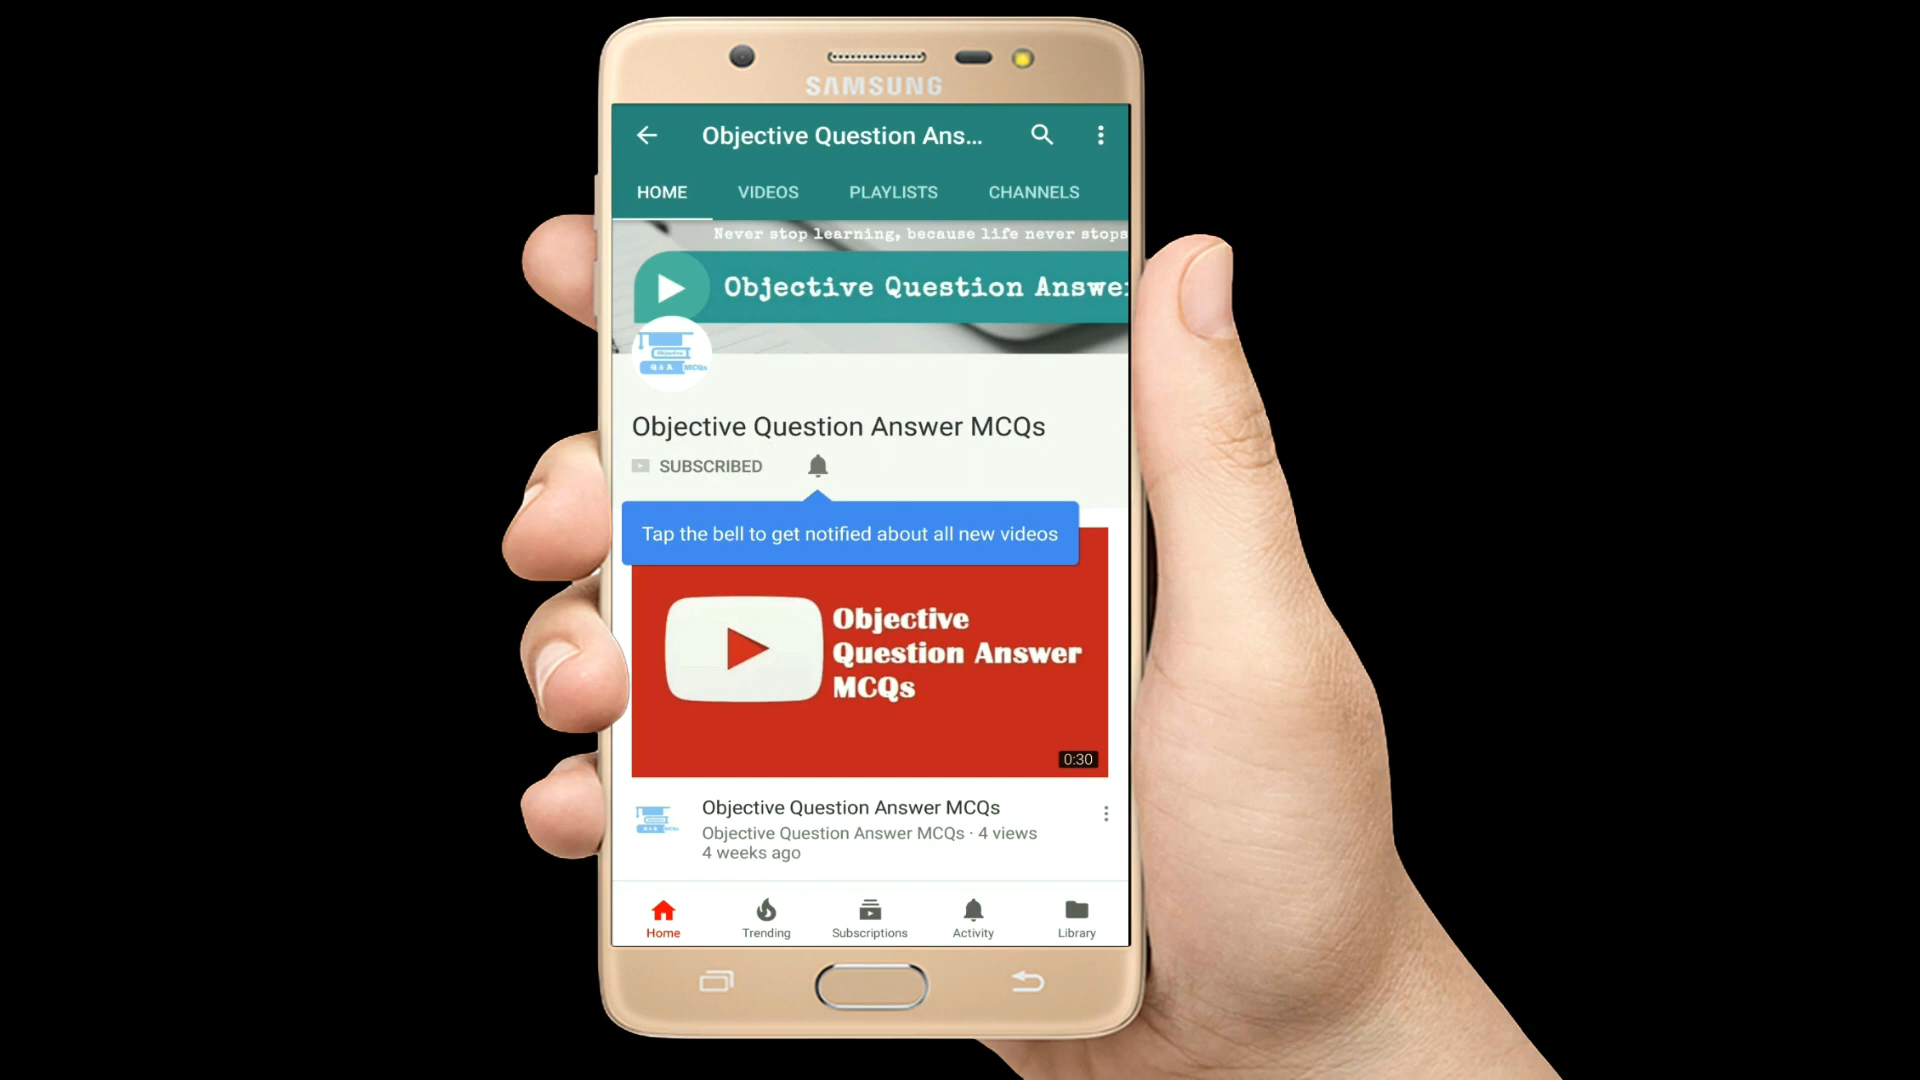 SAMSUNG
Objective Question Ans...
HOME VIDEOS PLAYLISTS CHANNELS
Never stop learning, because life never stops
Objective Question Answe
Objective
Q & A MCQs
Objective Question Answer MCQs
SUBSCRIBED
Tap the bell to get notified about all new videos
Objective
Question Answer
MCQs
0:30
Objective Question Answer MCQs
Objective Question Answer MCQs · 4 views
4 weeks ago
Home Trending Subscriptions Activity Library